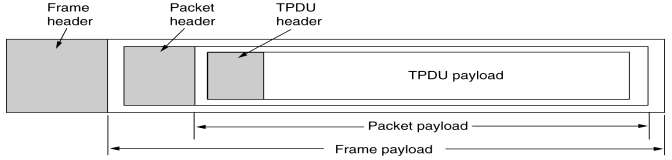 Frame
header
Packet
header
TPDU
header
TPDU payload
Packet payload
Frame payload